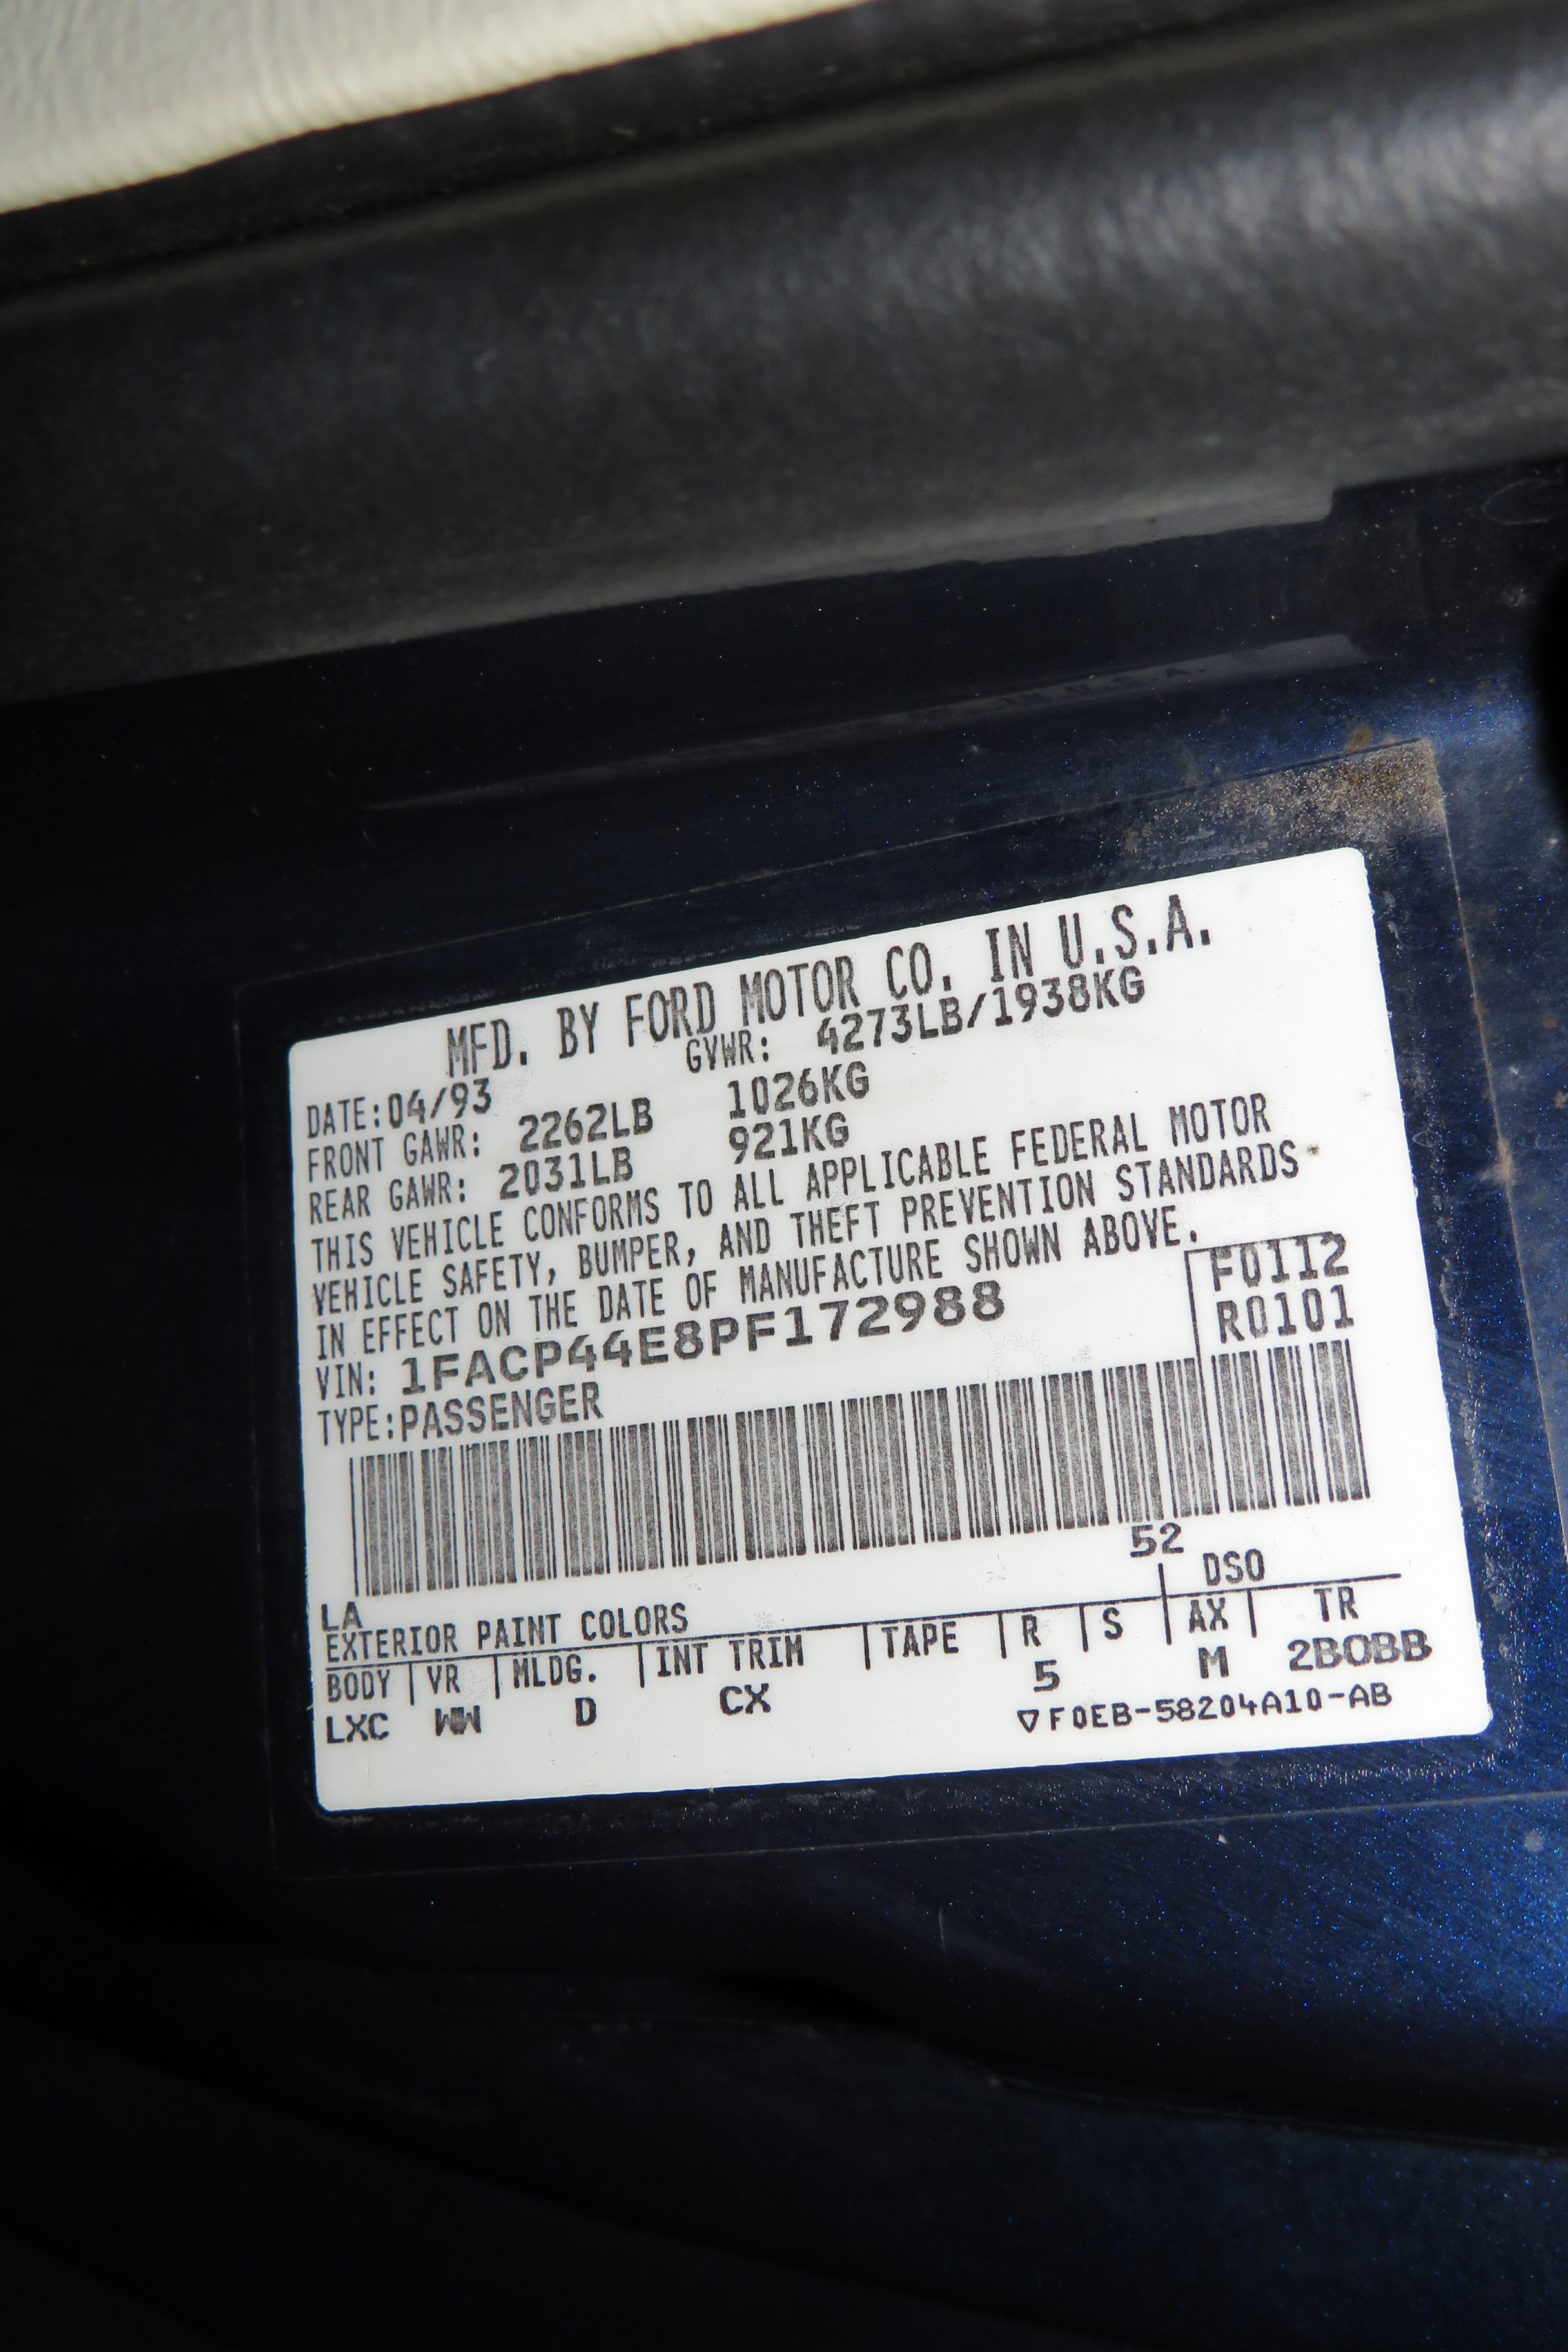 MFD. BY FORD MOTOR CO. IN U.S.A.
DATE:04/93 GVWR: 4273LB/1938KG
FRONT GAWR: 2262LB 1026KG
REAR GAWR: 2031LB 921KG
THIS VEHICLE CONFORMS TO ALL APPLICABLE FEDERAL MOTOR
VEHICLE SAFETY, BUMPER, AND THEFT PREVENTION STANDARDS
IN EFFECT ON THE DATE OF MANUFACTURE SHOWN ABOVE.
VIN: 1FACP44E8PF172988 F0112
TYPE:PASSENGER R0101
52
LA
EXTERIOR PAINT COLORS DSO
BODY VR MLDG. INT TRIM TAPE R S AX TR
LXC WW D CX 5 M 2BOBB
▽F0EB-58204A10-AB